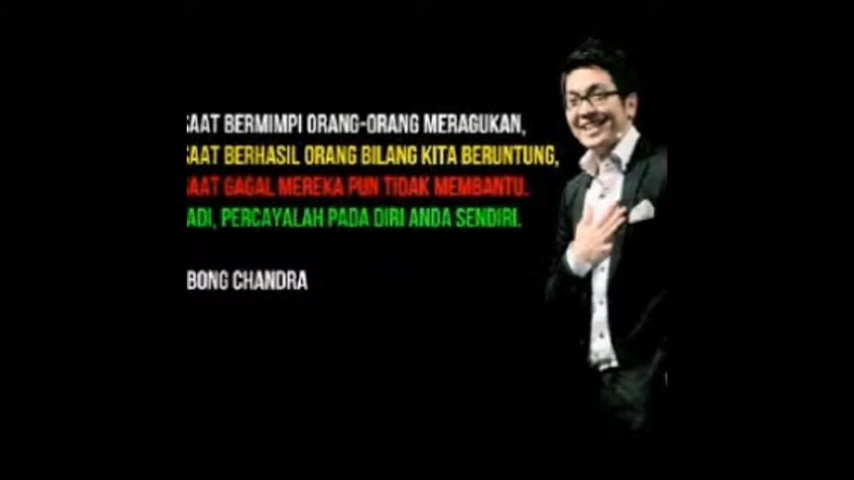 SAAT BERMIMPI ORANG-ORANG MERAGUKAN,
SAAT BERHASIL ORANG BILANG KITA BERUNTUNG,
SAAT GAGAL MEREKA PUN TIDAK MEMBANTU..
ADI, PERCAYALAH PADA DIRI ANDA SENDIRI.
BONG CHANDRA